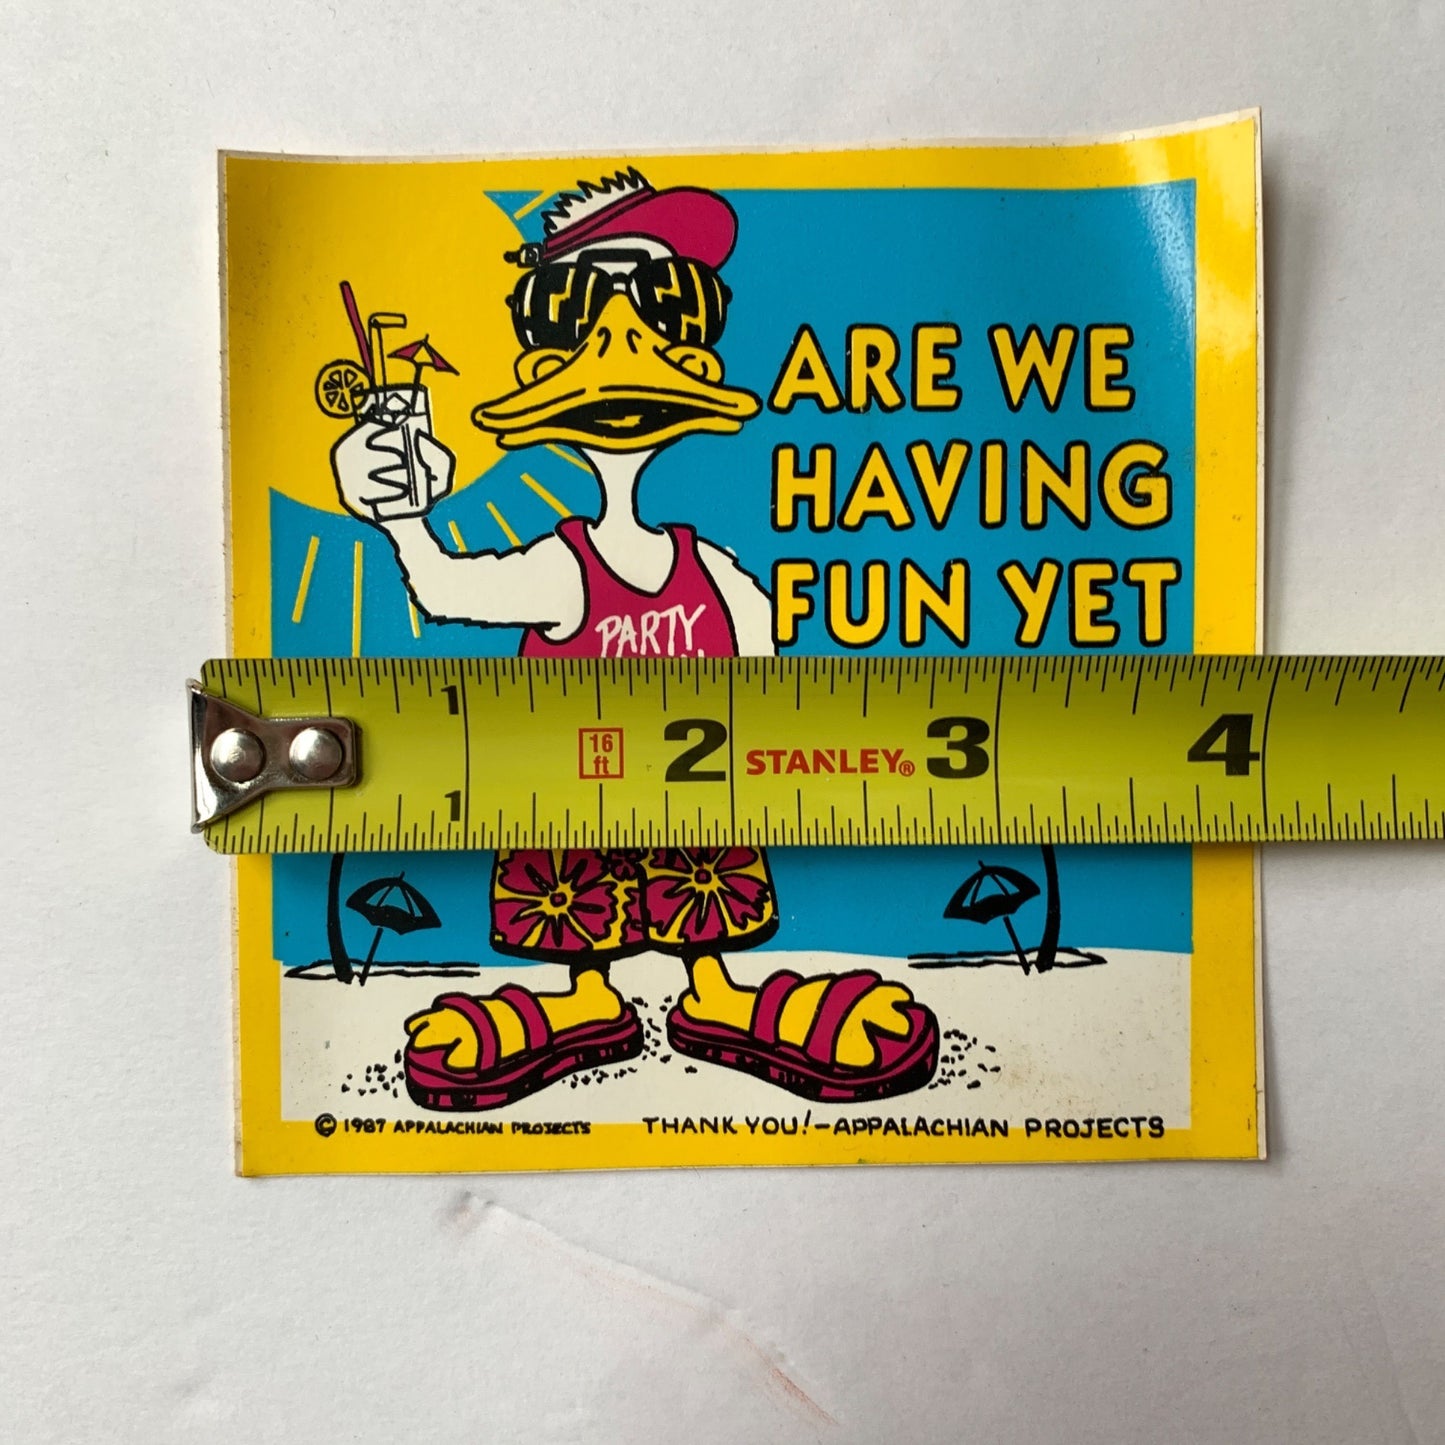 ARE WE
HAVING
FUN YET
PARTY
1
16
ft
2
STANLEY®
3
4
1
© 1987 APPALACHIAN PROJECTS
THANK YOU!-APPALACHIAN PROJECTS